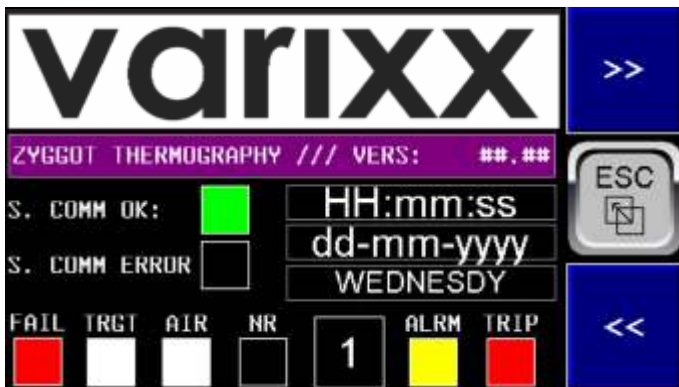 varixx
>>
ZYGGOT THERMOGRAPHY /// VERS: ##.##
ESC
S. COMM OK:
HH:mm:ss
dd-mm-yyyy
S. COMM ERROR
WEDNESDY
FAIL TRGT AIR NR 1 ALRM TRIP
<<